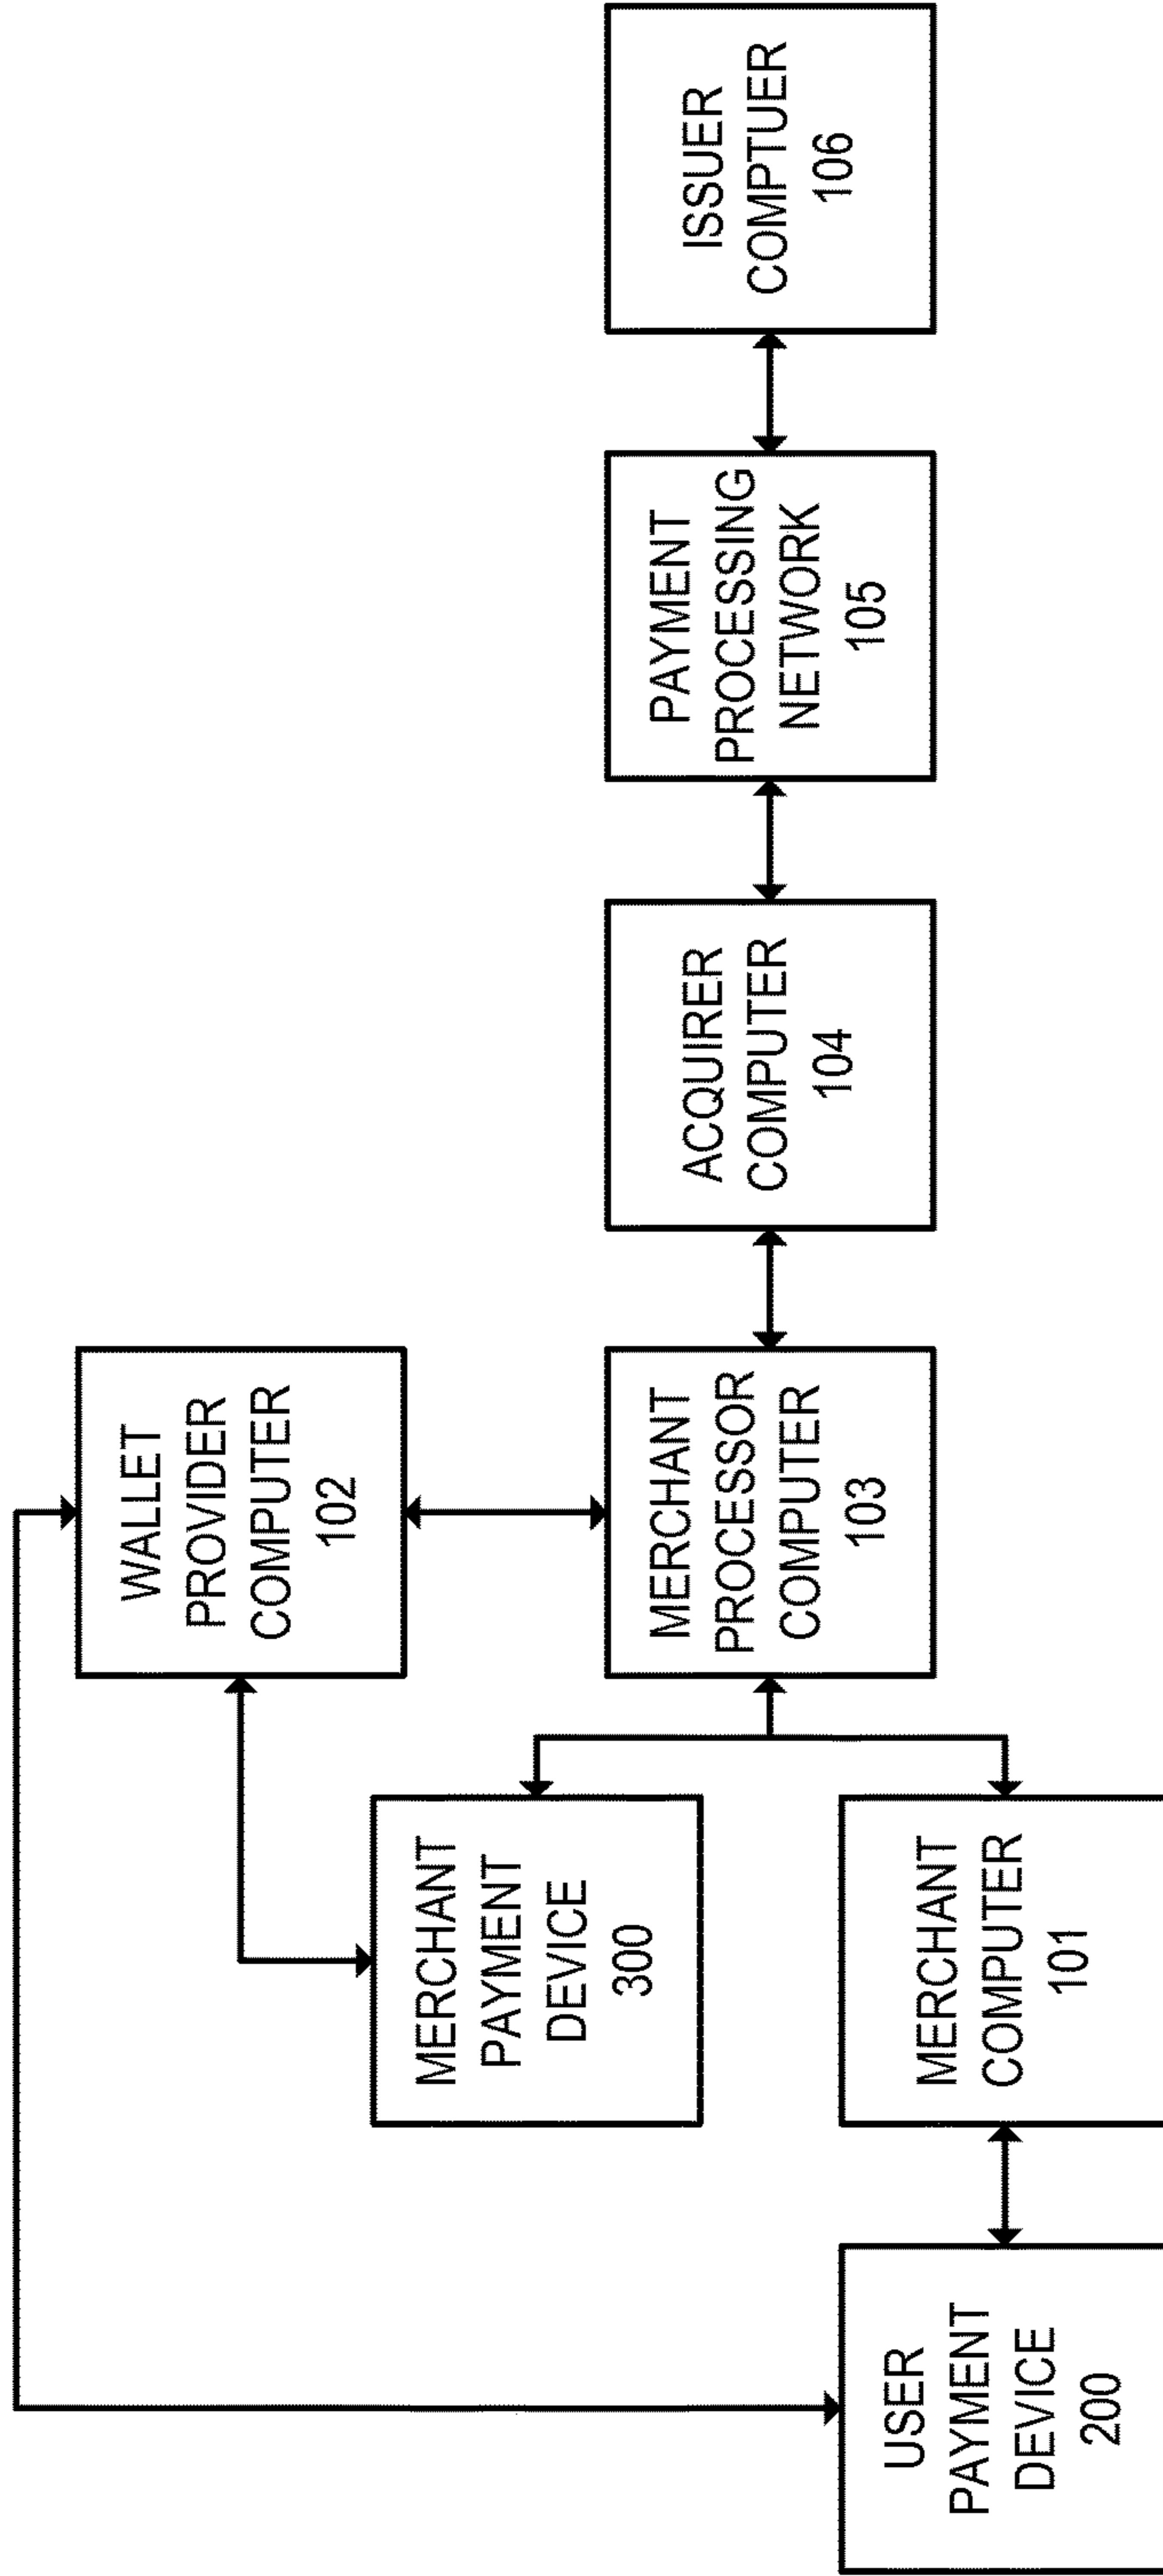 WALLET
PROVIDER
COMPUTER
102
MERCHANT
PAYMENT
DEVICE
300
USER
PAYMENT
DEVICE
200
MERCHANT
COMPUTER
101
MERCHANT
PROCESSOR
COMPUTER
103
ACQUIRER
COMPUTER
104
PAYMENT
PROCESSING
NETWORK
105
ISSUER
COMPTUER
106